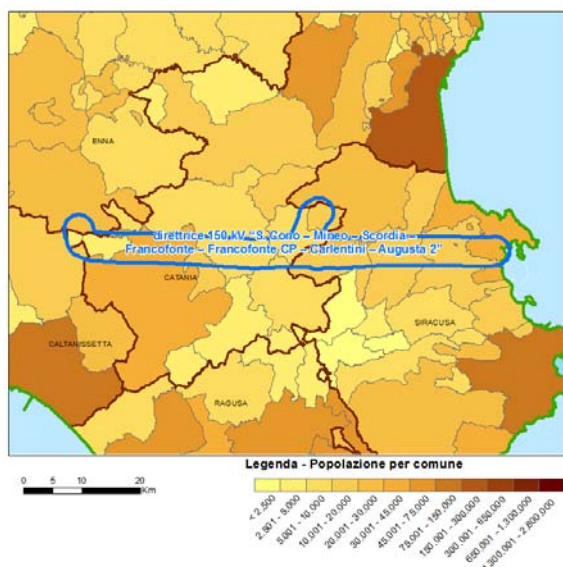 ENNA
direttrice 150 kV "S. Cono – Mineo – Scordia –
Francofonte – Francofonte CP – Carlentini – Augusta 2"
CATANIA
SIRACUSA
CALTANISSETTA
RAGUSA
Legenda - Popolazione per comune
0 5 10 20
Km
< 2.500
2.501 - 5.000
5.001 - 10.000
10.001 - 20.000
20.001 - 30.000
30.001 - 45.000
45.001 - 75.000
75.001 - 150.000
150.001 - 300.000
300.001 - 650.000
650.001 - 1.300.000
1.300.001 - 2.600.000